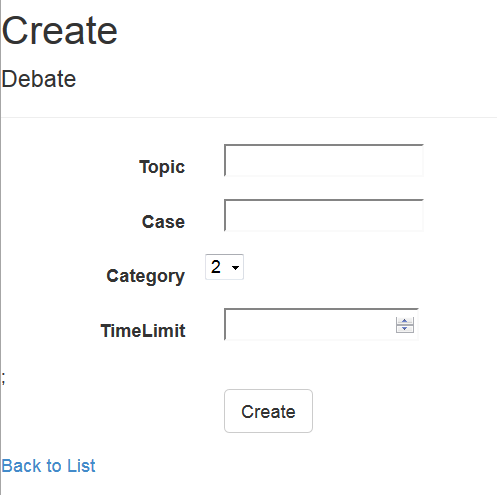 Create
Debate
Topic
Case
Category 2
TimeLimit
;
Create
Back to List